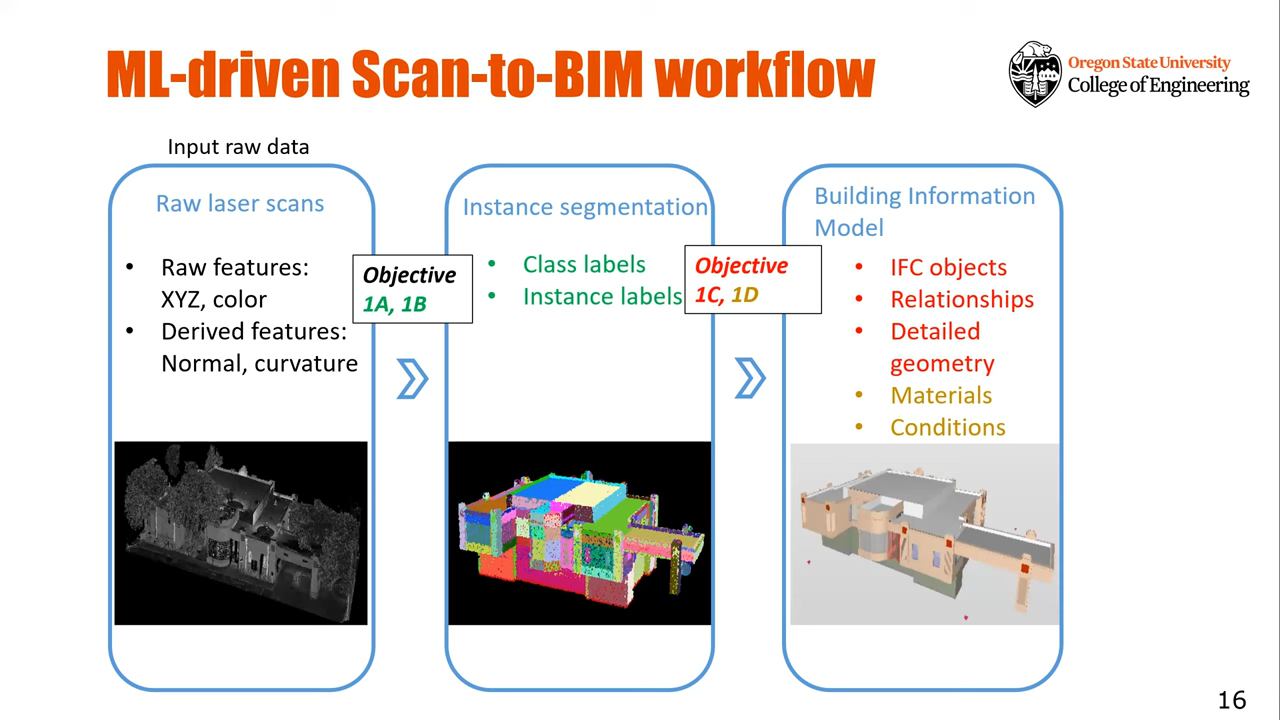 ML-driven Scan-to-BIM workflow
Oregon State University
College of Engineering
Input raw data
Raw laser scans
• Raw features:
XYZ, color
• Derived features:
Normal, curvature
Objective
1A, 1B
Instance segmentation
• Class labels
• Instance labels
Objective
1C, 1D
Building Information
Model
• IFC objects
• Relationships
• Detailed
geometry
• Materials
• Conditions
16